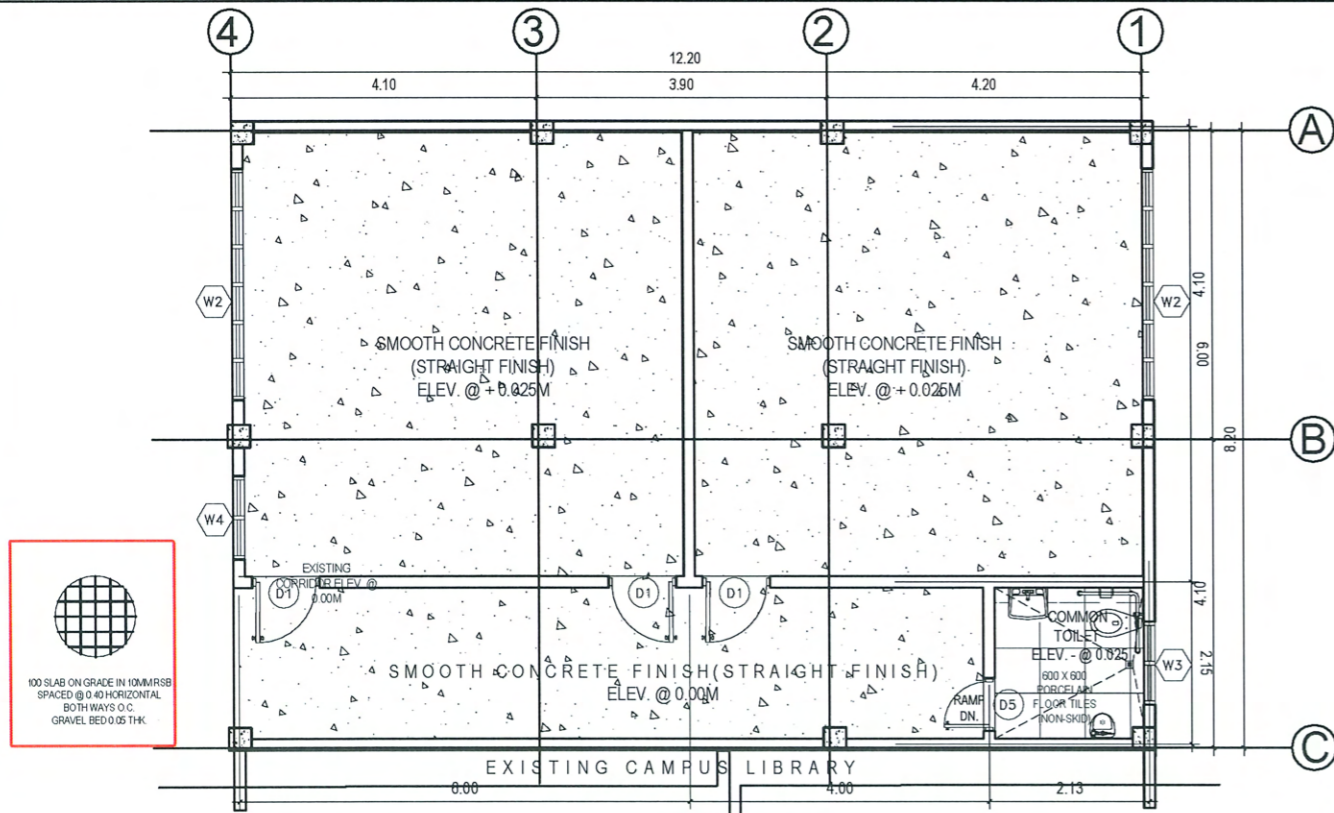 4
3
2
1
12.20
4.10
3.90
4.20
A
W2
W2
4.10
6.00
SMOOTH CONCRETE FINISH
(STRAIGHT FINISH)
ELEV. @ + 0.025M
SMOOTH CONCRETE FINISH
(STRAIGHT FINISH)
ELEV. @ + 0.025M
B
8.20
W4
EXISTING
CORRIDOR ELEV. @
0.00M
D1
D1
D1
4.10
COMMON
TOILET
ELEV. - @ 0.025
2.15
W3
SMOOTH CONCRETE FINISH(STRAIGHT FINISH)
ELEV. @ 0.00M
600 X 600
PORCELAIN
FLOOR TILES
(NON-SKID)
RAMP
DN.
D5
100 SLAB ON GRADE IN 10MMRSB
SPACED @ 0.40 HORIZONTAL
BOTH WAYS O.C.
GRAVEL BED 0.05 THK.
C
EXISTING CAMPUS LIBRARY
6.00
4.00
2.13